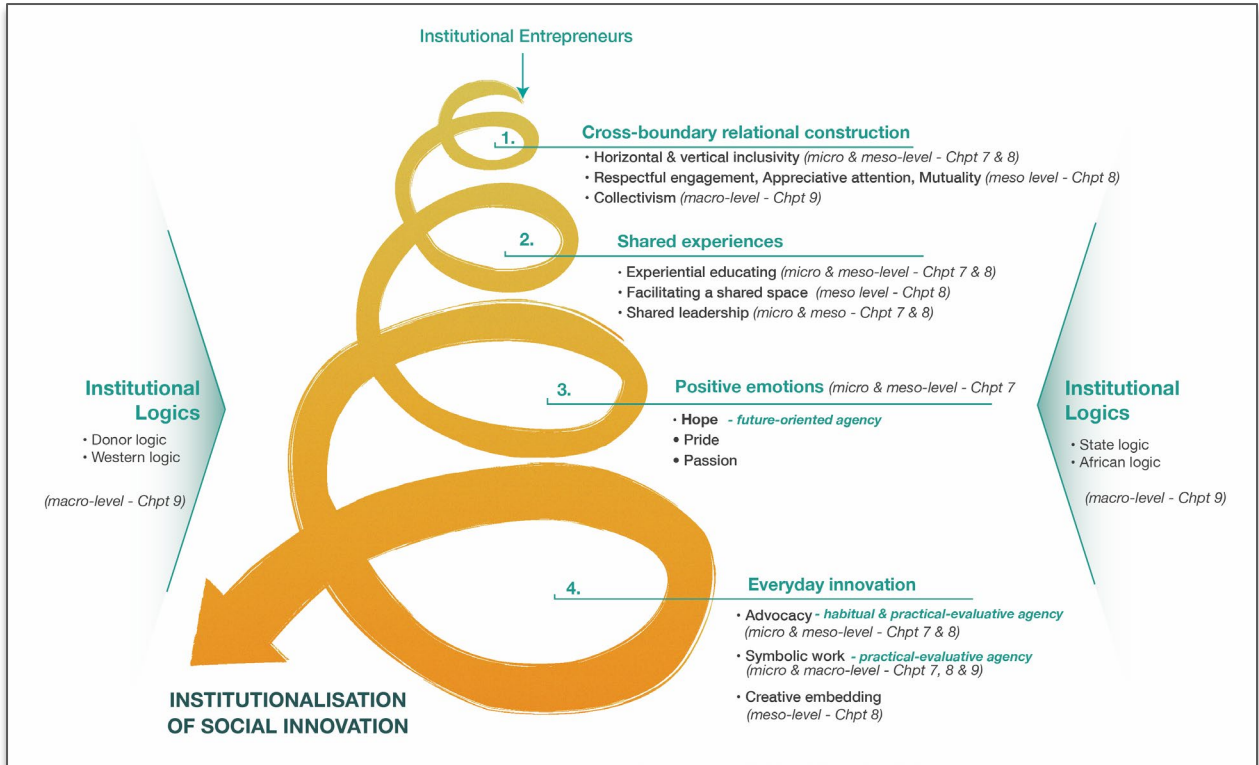 Institutional Entrepreneurs
1.
Cross-boundary relational construction
• Horizontal & vertical inclusivity (micro & meso-level - Chpt 7 & 8)
• Respectful engagement, Appreciative attention, Mutuality (meso level - Chpt 8)
• Collectivism (macro-level - Chpt 9)
2.
Shared experiences
• Experiential educating (micro & meso-level - Chpt 7 & 8)
• Facilitating a shared space (meso level - Chpt 8)
• Shared leadership (micro & meso - Chpt 7 & 8)
Institutional
Logics
• Donor logic
• Western logic
(macro-level - Chpt 9)
3.
Positive emotions (micro & meso-level - Chpt 7
• Hope - future-oriented agency
• Pride
• Passion
Institutional
Logics
• State logic
• African logic
(macro-level - Chpt 9)
4.
Everyday innovation
• Advocacy - habitual & practical-evaluative agency
(micro & meso-level - Chpt 7 & 8)
• Symbolic work - practical-evaluative agency
(micro & macro-level - Chpt 7, 8 & 9)
• Creative embedding
(meso-level - Chpt 8)
INSTITUTIONALISATION
OF SOCIAL INNOVATION